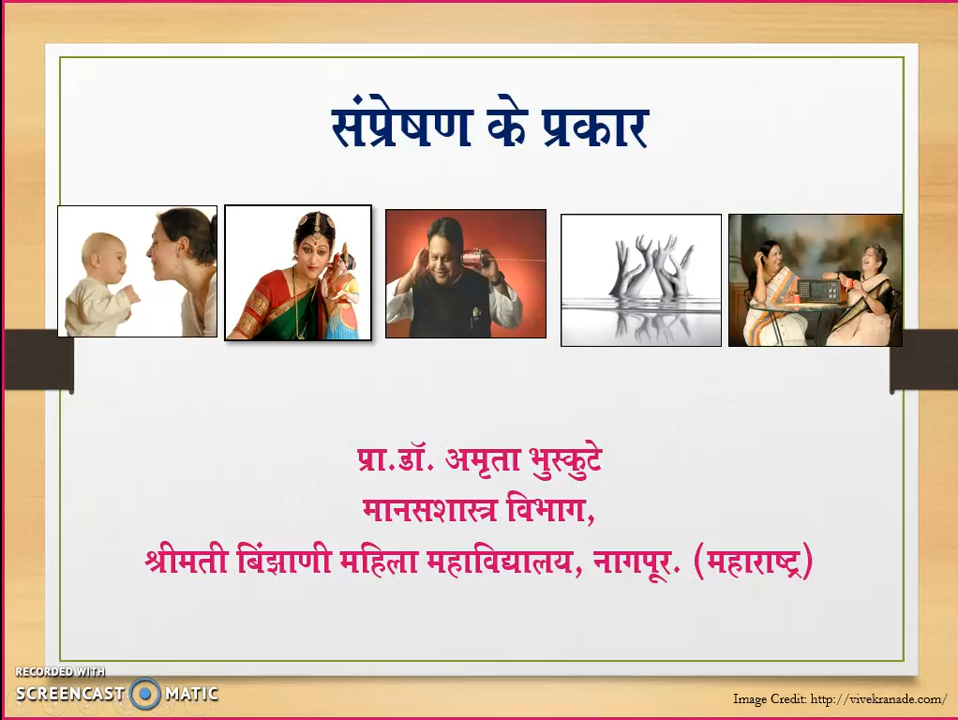 संप्रेषण के प्रकार
प्रा.डॉ. अमृता भुस्कुटे
मानसशास्त्र विभाग,
श्रीमती बिंझाणी महिला महाविद्यालय, नागपूर. (महाराष्ट्र)
RECORDED WITH
SCREENCAST MATIC
Image Credit: http://vivekranade.com/